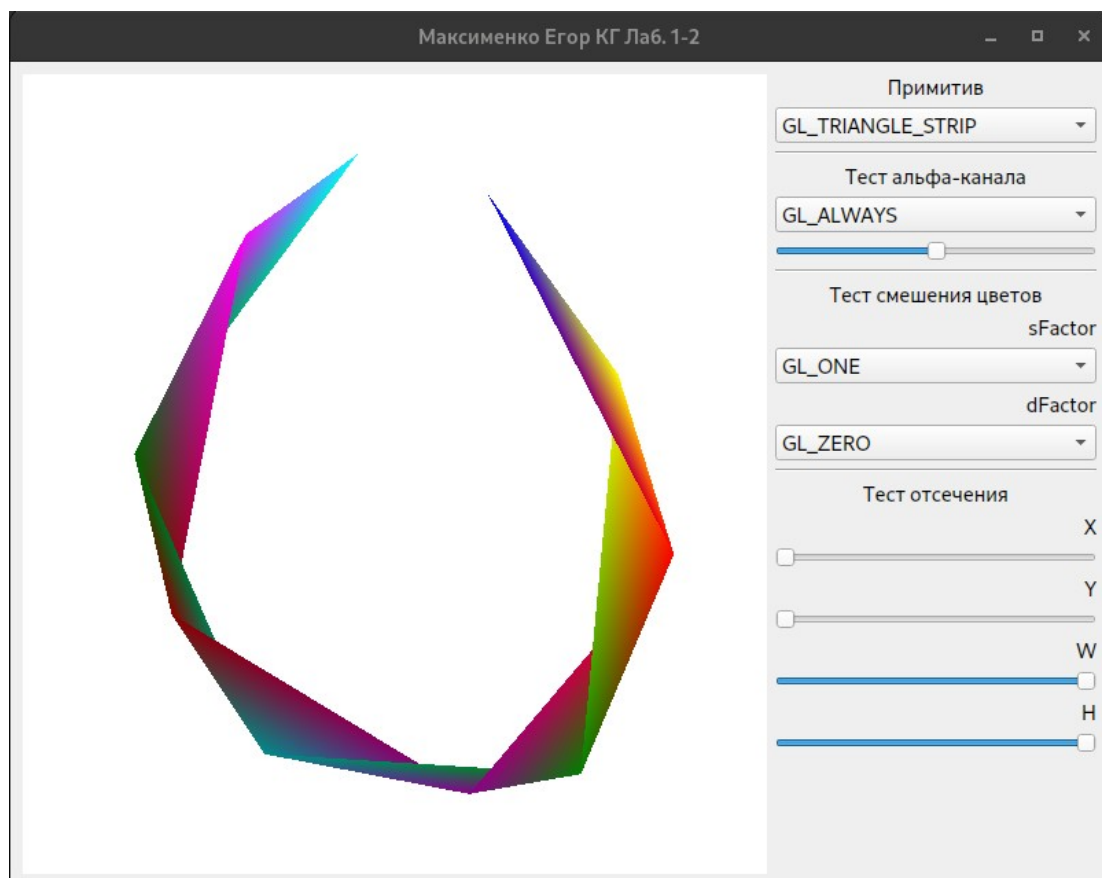 Максименко Егор КГ Лаб. 1-2
Примитив
GL_TRIANGLE_STRIP
Тест альфа-канала
GL_ALWAYS
Тест смешения цветов
sFactor
GL_ONE
dFactor
GL_ZERO
Тест отсечения
X
Y
W
H